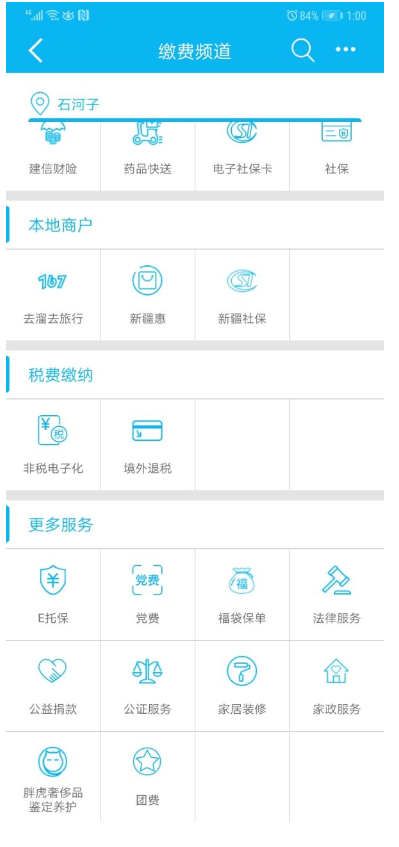 84% 1:00
缴费频道
石河子
建信财险 药品快送 电子社保卡 社保
本地商户
167
去溜去旅行 新疆惠 新疆社保
税费缴纳
¥ 税
非税电子化 境外退税
更多服务
¥ 党费 福
E托保 党费 福袋保单 法律服务
公益捐款 公证服务 家居装修 家政服务
胖虎奢侈品
鉴定养护 团费